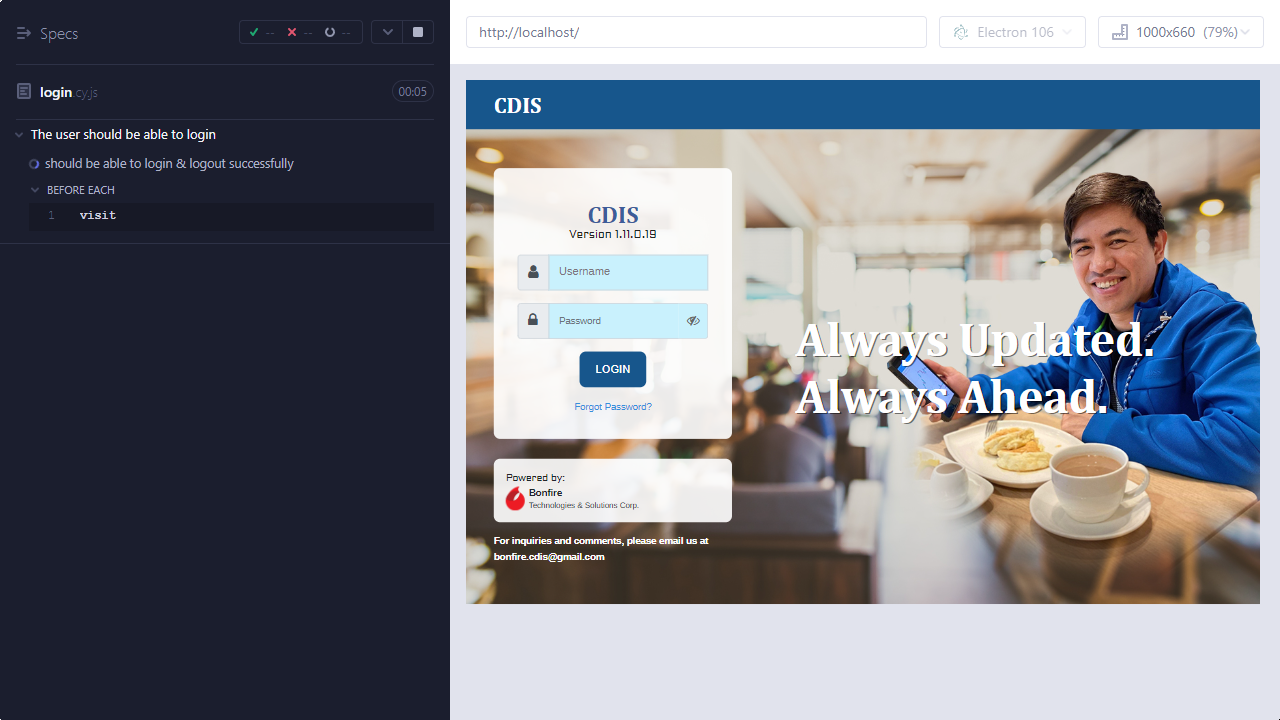 Specs
--
--
--
login.cy.js
00:05
The user should be able to login
should be able to login & logout successfully
BEFORE EACH
1 visit
http://localhost/
Electron 106
1000x660 (79%)
CDIS
CDIS
Version 1.11.0.19
Username
Password
LOGIN
Forgot Password?
Powered by:
Bonfire
Technologies & Solutions Corp.
For inquiries and comments, please email us at
bonfire.cdis@gmail.com
Always Updated.
Always Ahead.